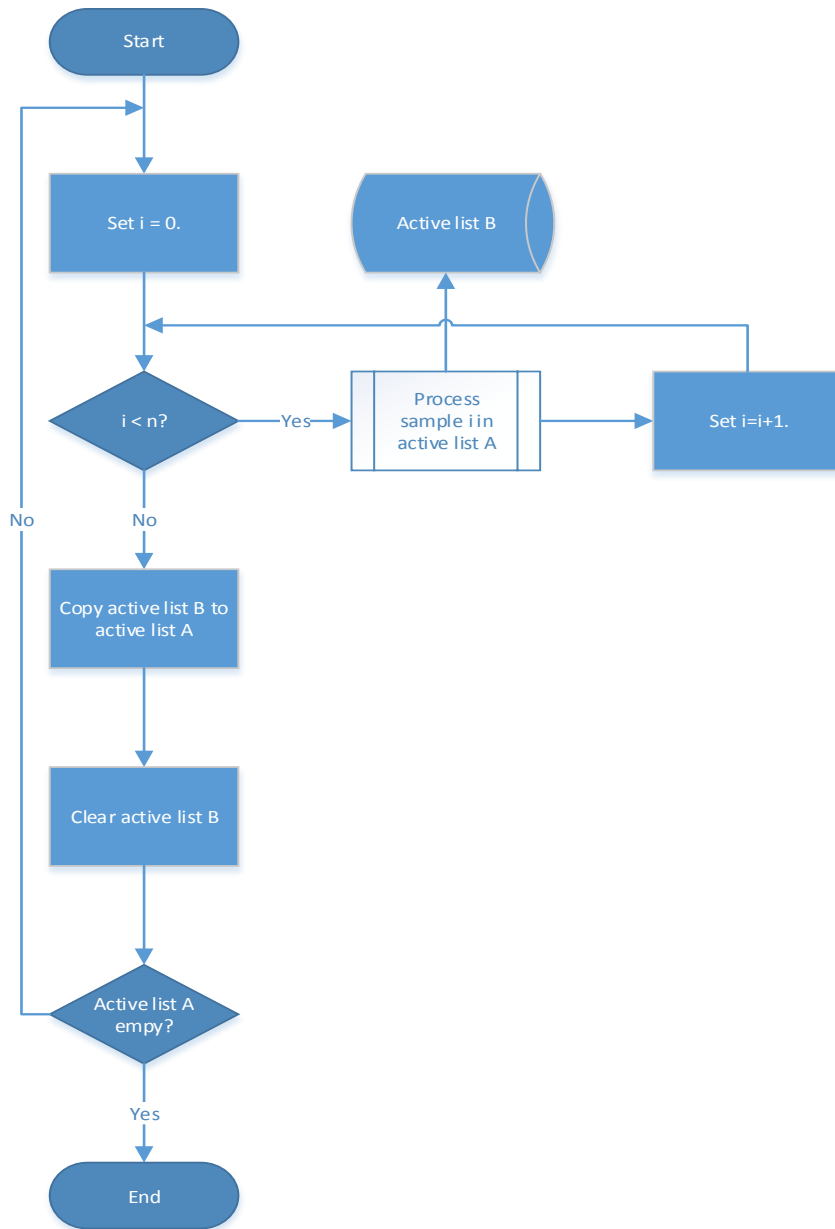 Start
Set i = 0.
Active list B
i < n?
Yes
Process
sample i in
active list A
Set i=i+1.
No
No
Copy active list B to
active list A
Clear active list B
Active list A
empy?
Yes
End